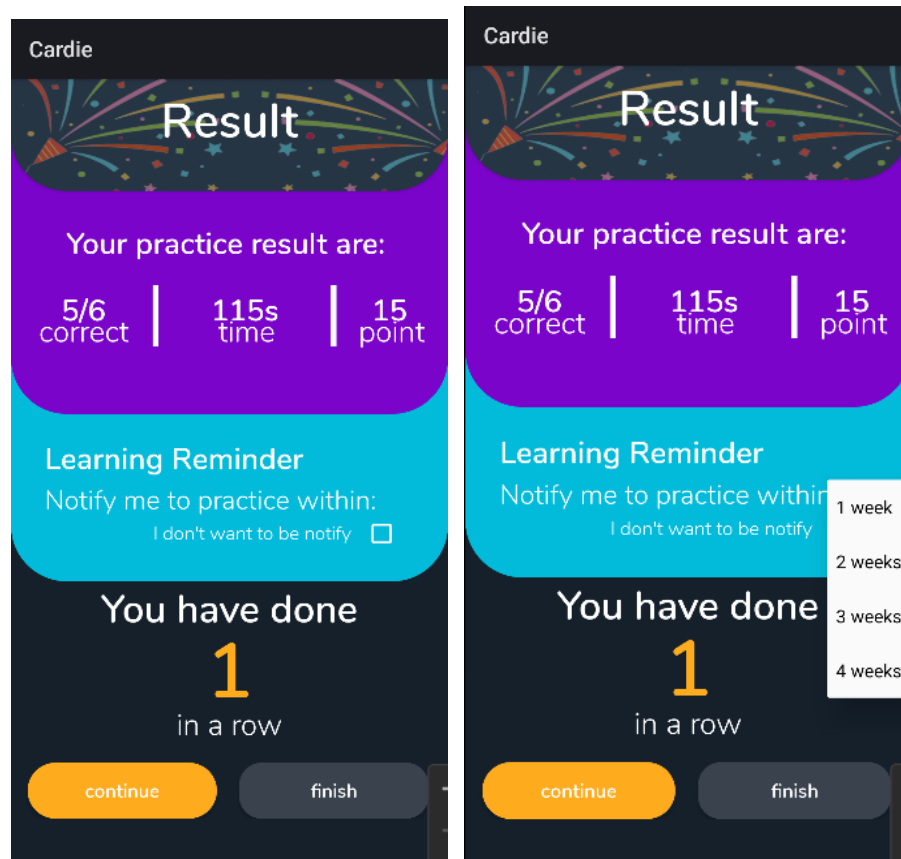 Cardie
Result
Your practice result are:
5/6 115s 15
correct time point
Learning Reminder
Notify me to practice within:
I don't want to be notify
You have done
1
in a row
continue finish
Cardie
Result
Your practice result are:
5/6 115s 15
correct time point
Learning Reminder
Notify me to practice within
I don't want to be notify
1 week
2 weeks
3 weeks
4 weeks
You have done
1
in a row
continue finish